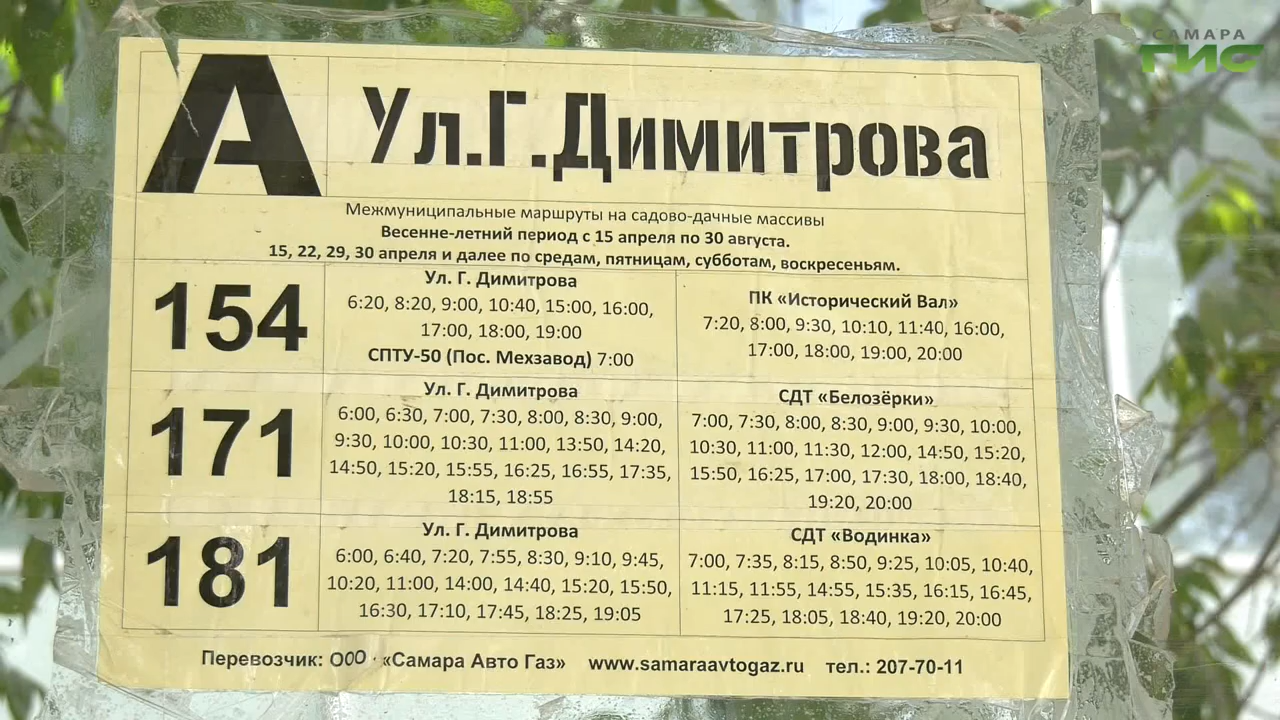 САМАРА
ГИС
А Ул.Г.Димитрова
Межмуниципальные маршруты на садово-дачные массивы
Весенне-летний период с 15 апреля по 30 августа.
15, 22, 29, 30 апреля и далее по средам, пятницам, субботам, воскресеньям.
154
Ул. Г. Димитрова
6:20, 8:20, 9:00, 10:40, 15:00, 16:00,
17:00, 18:00, 19:00
СПТУ-50 (Пос. Мехзавод) 7:00
ПК «Исторический Вал»
7:20, 8:00, 9:30, 10:10, 11:40, 16:00,
17:00, 18:00, 19:00, 20:00
171
Ул. Г. Димитрова
6:00, 6:30, 7:00, 7:30, 8:00, 8:30, 9:00,
9:30, 10:00, 10:30, 11:00, 13:50, 14:20,
14:50, 15:20, 15:55, 16:25, 16:55, 17:35,
18:15, 18:55
СДТ «Белозёрки»
7:00, 7:30, 8:00, 8:30, 9:00, 9:30, 10:00,
10:30, 11:00, 11:30, 12:00, 14:50, 15:20,
15:50, 16:25, 17:00, 17:30, 18:00, 18:40,
19:20, 20:00
181
Ул. Г. Димитрова
6:00, 6:40, 7:20, 7:55, 8:30, 9:10, 9:45,
10:20, 11:00, 14:00, 14:40, 15:20, 15:50,
16:30, 17:10, 17:45, 18:25, 19:05
СДТ «Водинка»
7:00, 7:35, 8:15, 8:50, 9:25, 10:05, 10:40,
11:15, 11:55, 14:55, 15:35, 16:15, 16:45,
17:25, 18:05, 18:40, 19:20, 20:00
Перевозчик: ООО «Самара Авто Газ» www.samaraavtogaz.ru тел.: 207-70-11